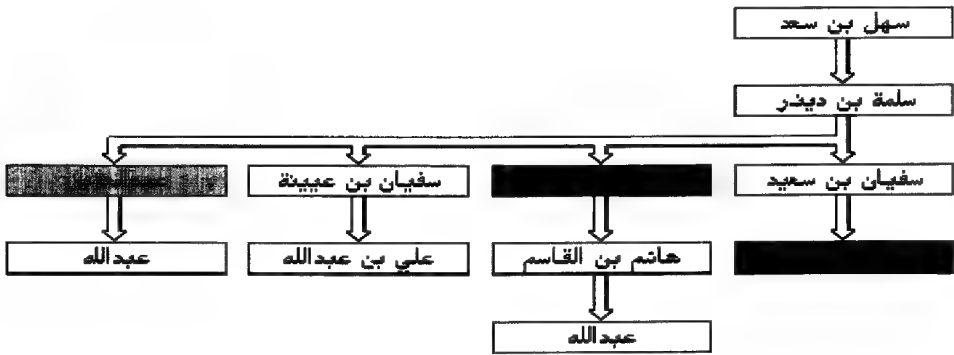 سهل بن سعد
سلمة بن دينر
سفيان بن سعيد
سفيان بن عيينة
هاشم بن القاسم
علي بن عبدالله
عبدالله
عبدالله